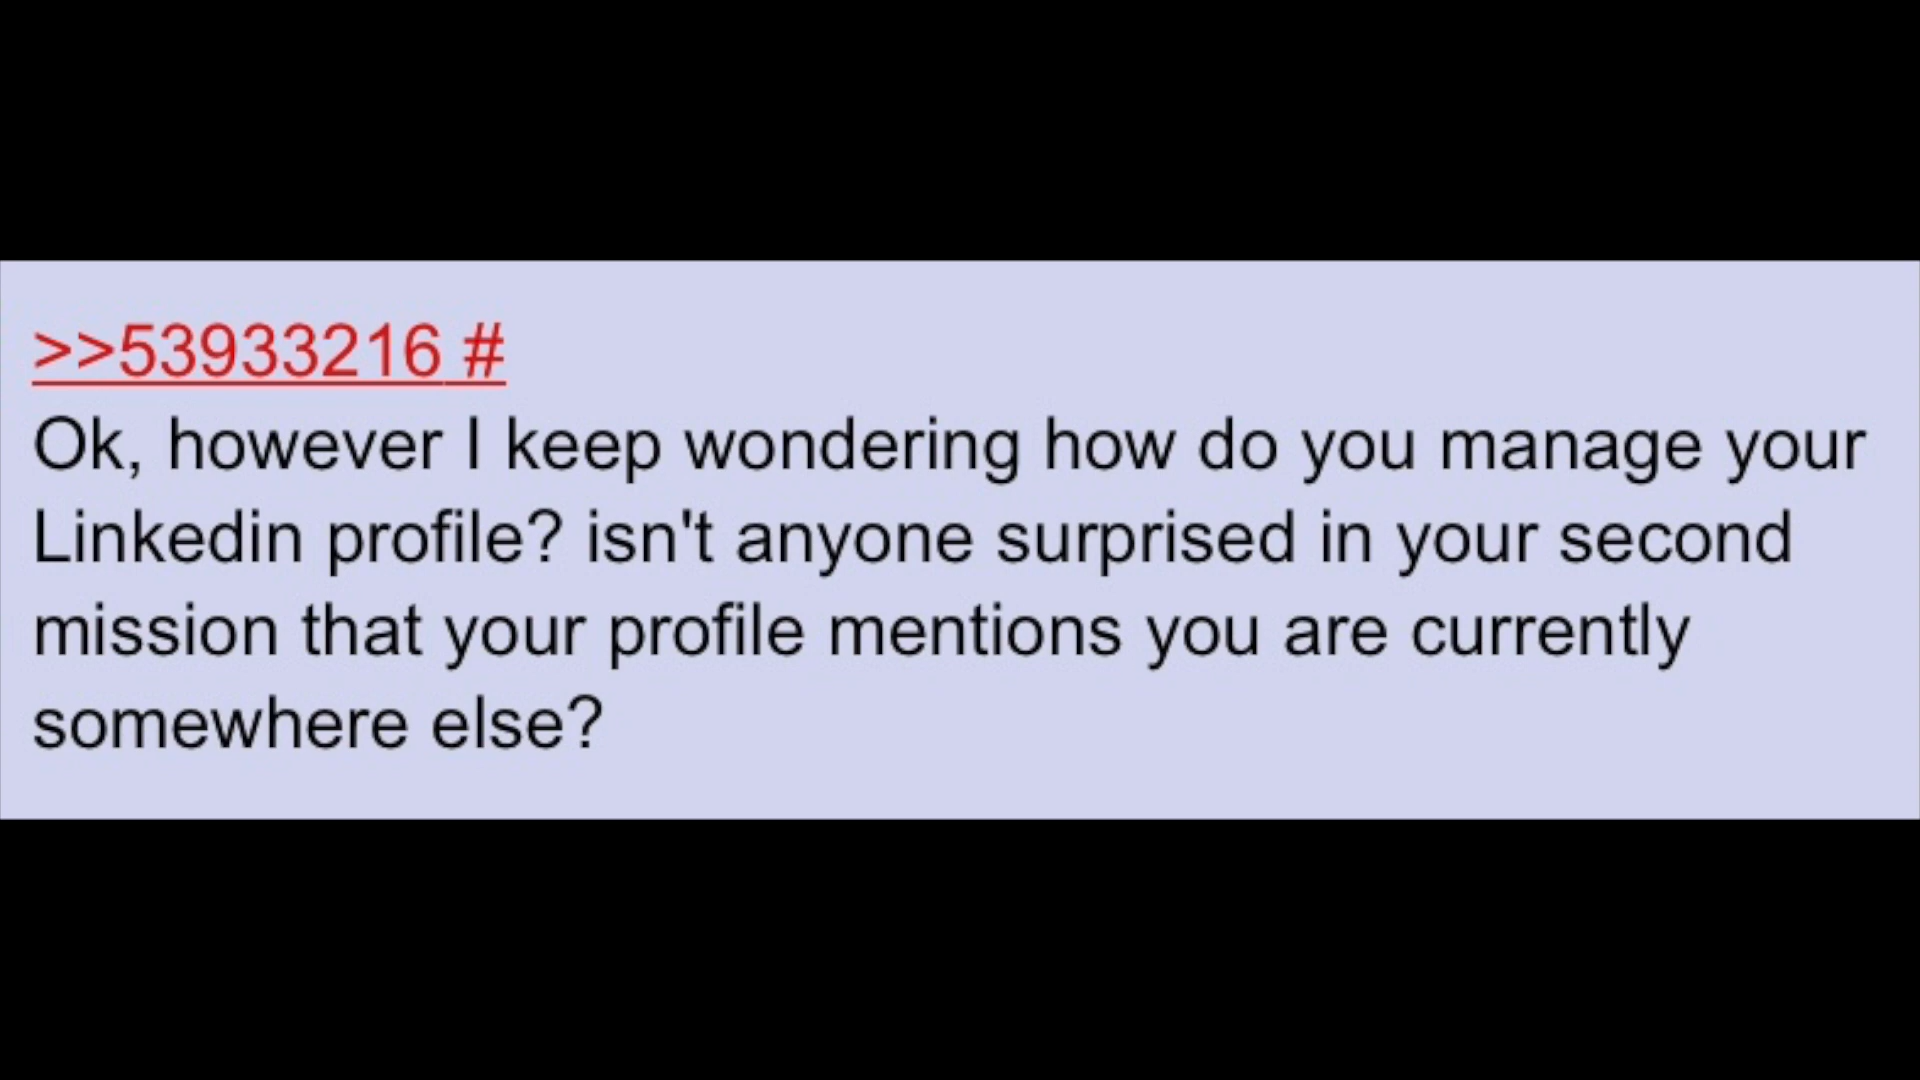 >>53933216 #
Ok, however I keep wondering how do you manage your
Linkedin profile? isn't anyone surprised in your second
mission that your profile mentions you are currently
somewhere else?